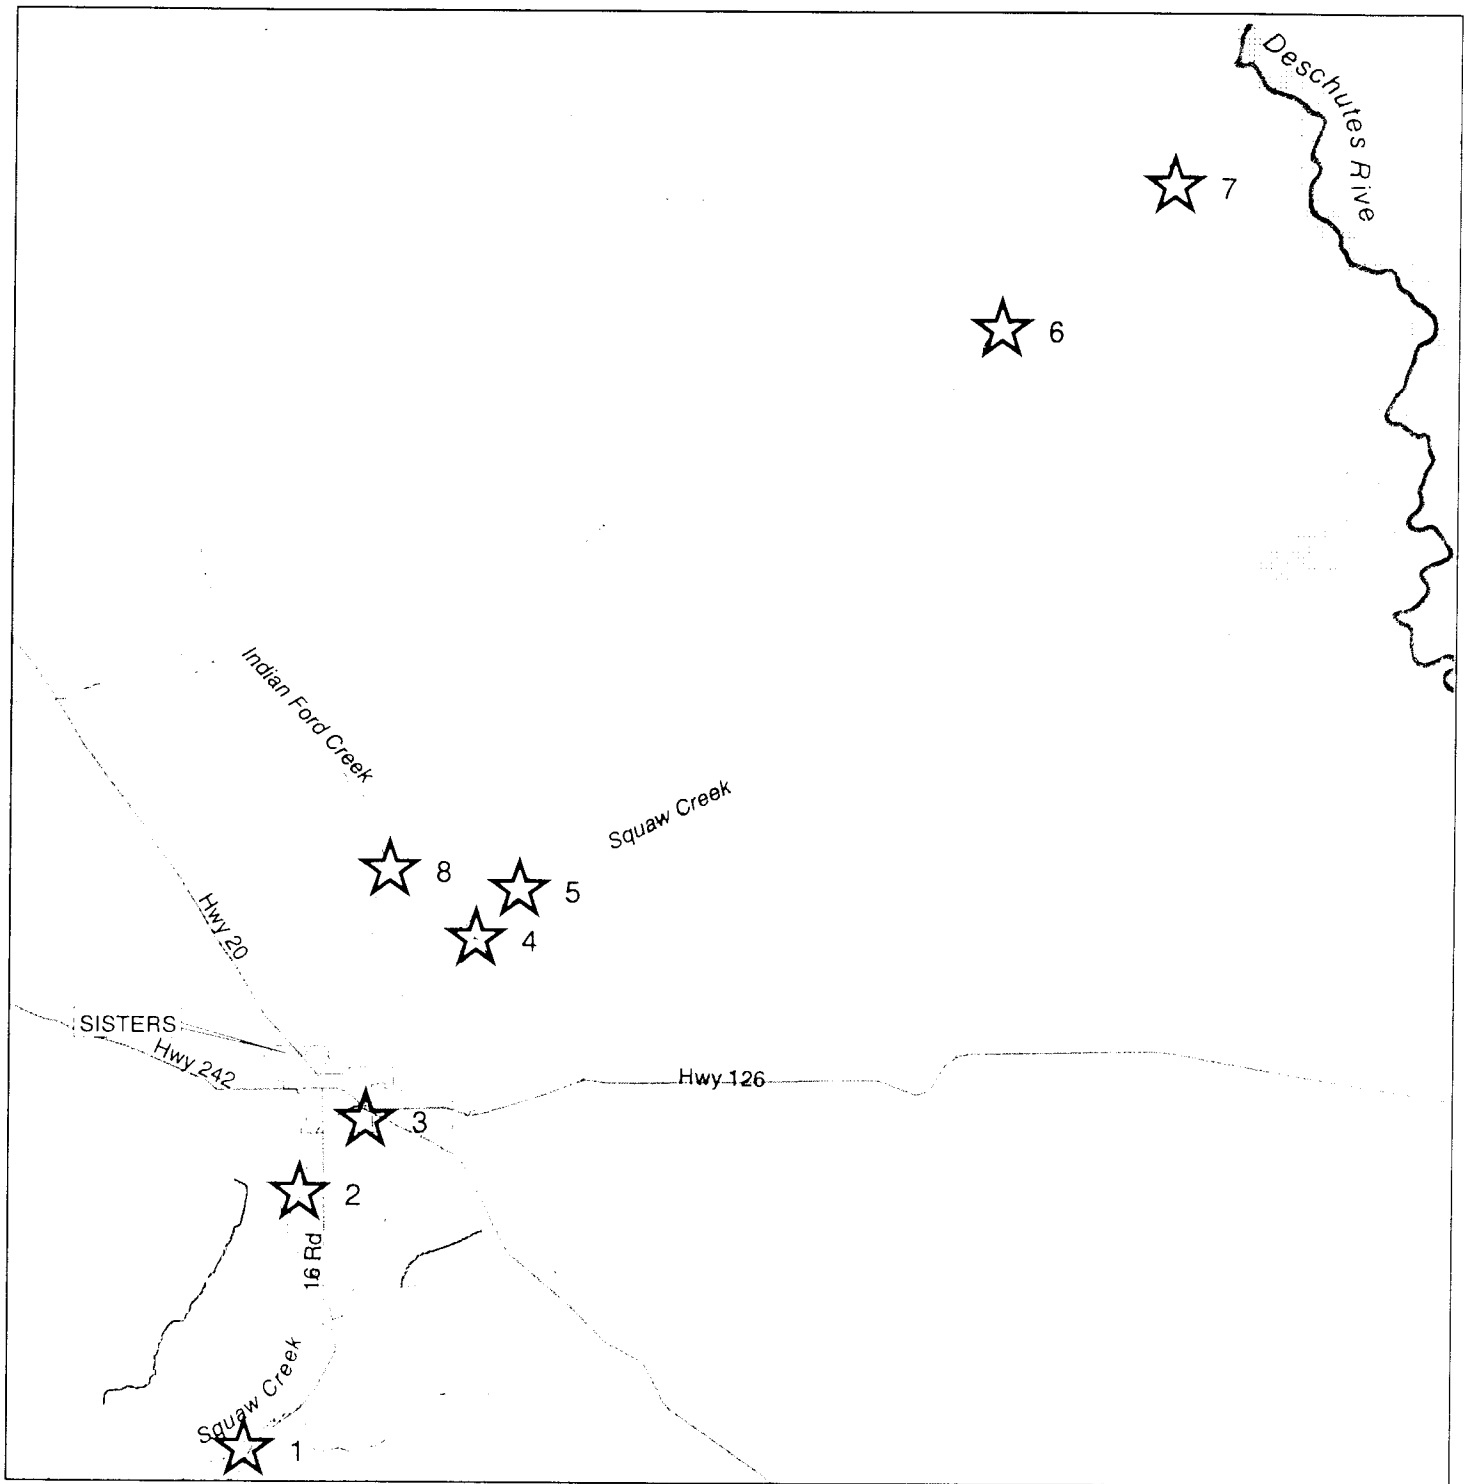 Deschutes Rive
7
6
Indian Ford Creek
Squaw Creek
8
5
4
Hwy 20
SISTERS
Hwy 242
Hwy 126
3
2
16 Rd
Squaw Creek
1